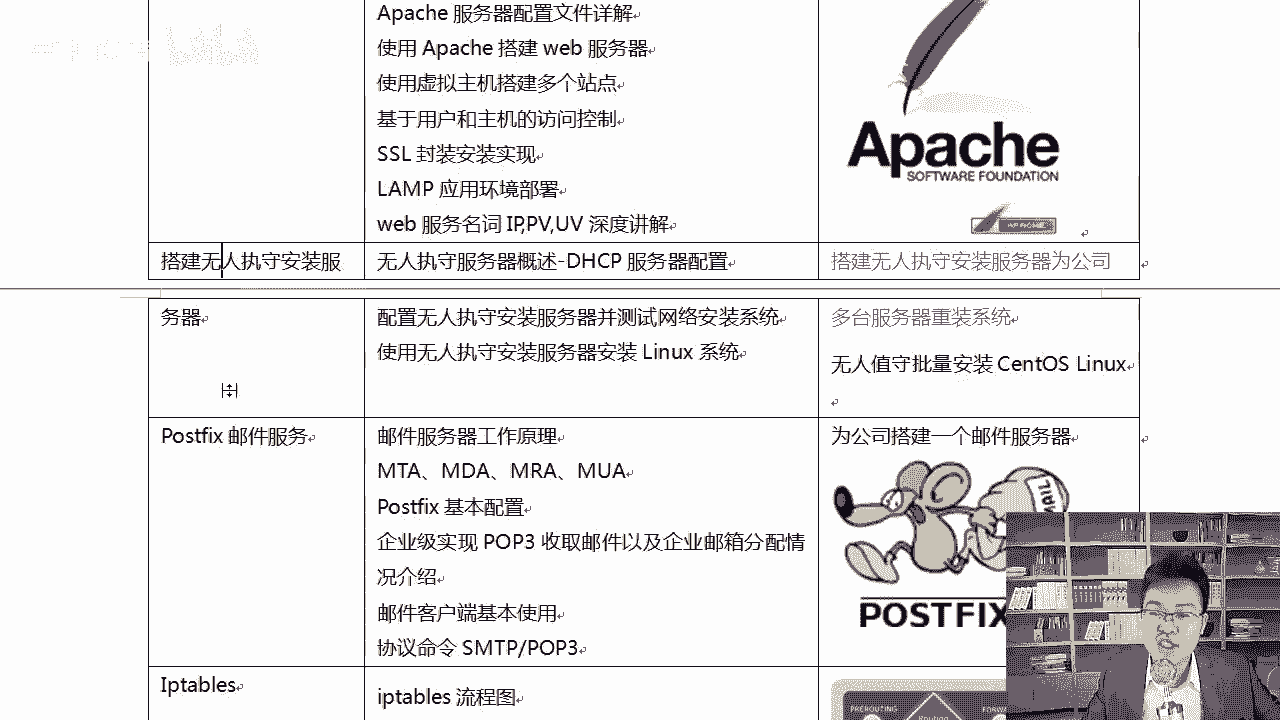 Apache 服务器配置文件详解
使用 Apache 搭建 web 服务器
使用虚拟主机搭建多个站点
基于用户和主机的访问控制
SSL 封装安装实现
LAMP 应用环境部署
web 服务名词 IP,PV,UV 深度讲解
Apache
SOFTWARE FOUNDATION
搭建无人执守安装服
务器
无人执守服务器概述-DHCP 服务器配置
配置无人执守安装服务器并测试网络安装系统
使用无人执守安装服务器安装 Linux 系统
搭建无人执守安装服务器为公司
多台服务器重装系统
无人值守批量安装 CentOS Linux
Postfix 邮件服务
邮件服务器工作原理
MTA、MDA、MRA、MUA
Postfix 基本配置
企业级实现 POP3 收取邮件以及企业邮箱分配情
况介绍
邮件客户端基本使用
协议命令 SMTP/POP3
为公司搭建一个邮件服务器
MAIL
POSTFIX
Iptables
iptables 流程图
PREROUTING
Routing
FORW